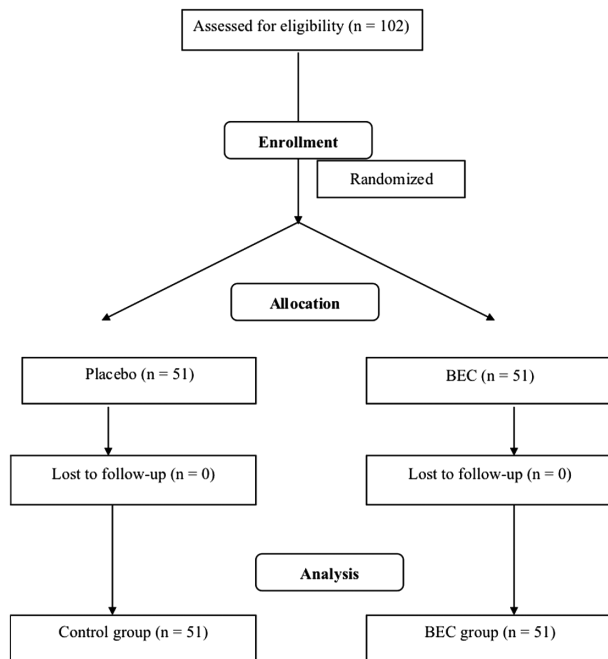 Assessed for eligibility (n = 102)
Enrollment
Randomized
Allocation
Placebo (n = 51)
BEC (n = 51)
Lost to follow-up (n = 0)
Lost to follow-up (n = 0)
Analysis
Control group (n = 51)
BEC group (n = 51)